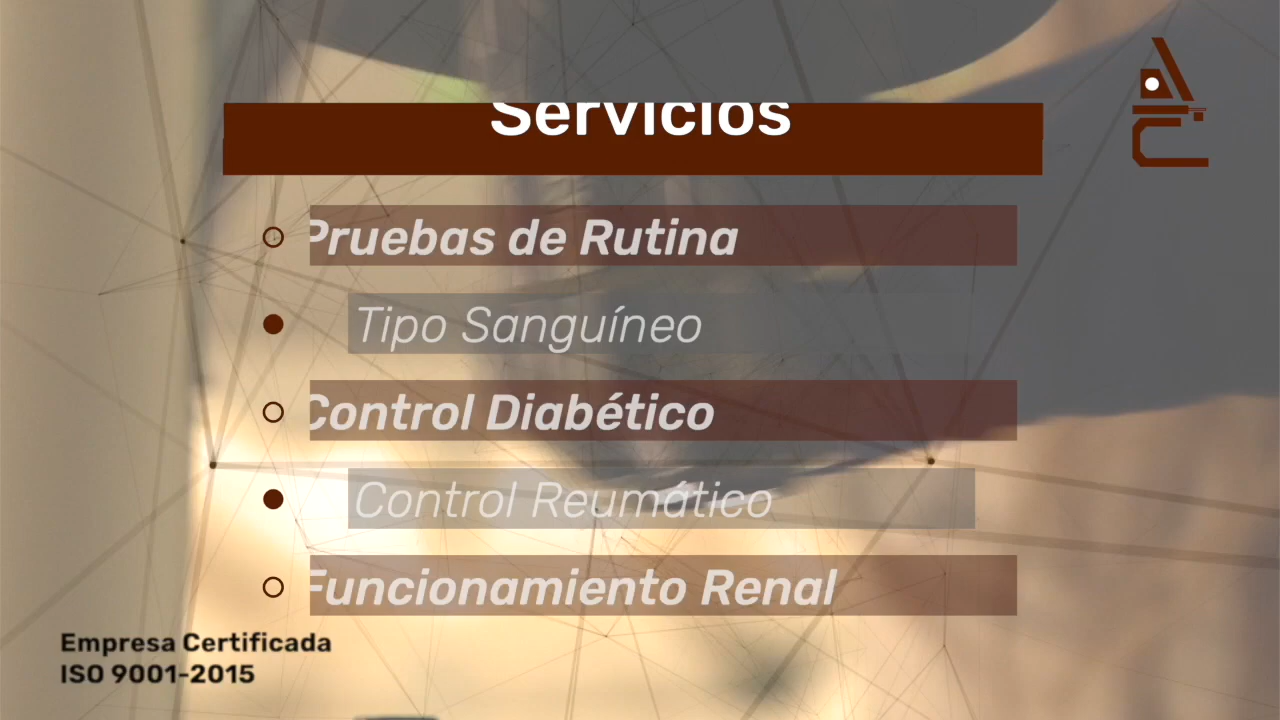 Servicios
Pruebas de Rutina
Tipo Sanguíneo
Control Diabético
Control Reumático
Funcionamiento Renal
Empresa Certificada
ISO 9001-2015